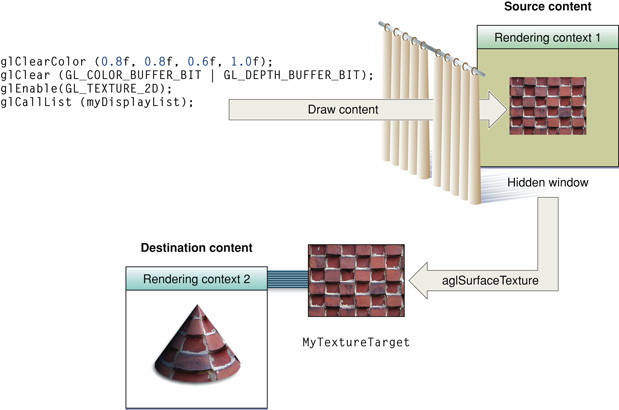 Source content
Rendering context 1
glClearColor (0.8f, 0.8f, 0.6f, 1.0f);
glClear (GL_COLOR_BUFFER_BIT | GL_DEPTH_BUFFER_BIT);
glEnable(GL_TEXTURE_2D);
glCallList (myDisplayList);
Draw content
Hidden window
Destination content
Rendering context 2
aglSurfaceTexture
MyTextureTarget